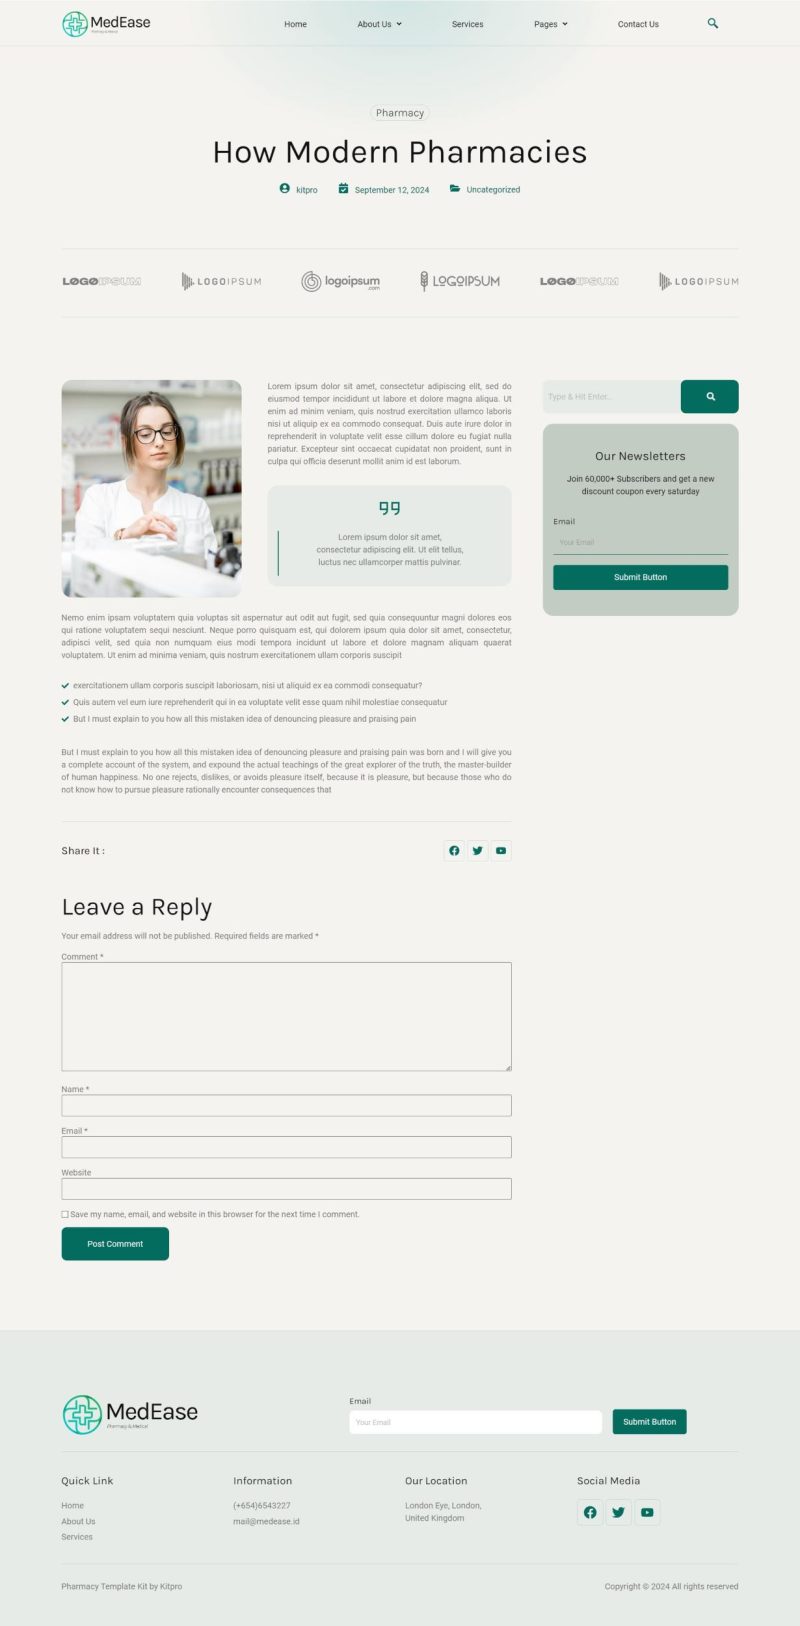 MedEase
Pharmacy & Medical
Home
About Us
Services
Pages
Contact Us
Pharmacy
How Modern Pharmacies
kitpro
September 12, 2024
Uncategorized
LOGOIPSUM
LOGOIPSUM
logoipsum
.com
LOGOIPSUM
LOGOIPSUM
LOGOIPSUM
Lorem ipsum dolor sit amet, consectetur adipiscing elit, sed do
eiusmod tempor incididunt ut labore et dolore magna aliqua. Ut
enim ad minim veniam, quis nostrud exercitation ullamco laboris
nisi ut aliquip ex ea commodo consequat. Duis aute irure dolor in
reprehenderit in voluptate velit esse cillum dolore eu fugiat nulla
pariatur. Excepteur sint occaecat cupidatat non proident, sunt in
culpa qui officia deserunt mollit anim id est laborum.
Lorem ipsum dolor sit amet,
consectetur adipiscing elit. Ut elit tellus,
luctus nec ullamcorper mattis pulvinar.
Nemo enim ipsam voluptatem quia voluptas sit aspernatur aut odit aut fugit, sed quia consequuntur magni dolores eos
qui ratione voluptatem sequi nesciunt. Neque porro quisquam est, qui dolorem ipsum quia dolor sit amet, consectetur,
adipisci velit, sed quia non numquam eius modi tempora incidunt ut labore et dolore magnam aliquam quaerat
voluptatem. Ut enim ad minima veniam, quis nostrum exercitationem ullam corporis suscipit
exercitationem ullam corporis suscipit laboriosam, nisi ut aliquid ex ea commodi consequatur?
Quis autem vel eum iure reprehenderit qui in ea voluptate velit esse quam nihil molestiae consequatur
But I must explain to you how all this mistaken idea of denouncing pleasure and praising pain
But I must explain to you how all this mistaken idea of denouncing pleasure and praising pain was born and I will give you
a complete account of the system, and expound the actual teachings of the great explorer of the truth, the master-builder
of human happiness. No one rejects, dislikes, or avoids pleasure itself, because it is pleasure, but because those who do
not know how to pursue pleasure rationally encounter consequences that
Share It :
Type & Hit Enter...
Our Newsletters
Join 60,000+ Subscribers and get a new
discount coupon every saturday
Email
Your Email
Submit Button
Leave a Reply
Your email address will not be published. Required fields are marked *
Comment *
Name *
Email *
Website
Save my name, email, and website in this browser for the next time I comment.
Post Comment
MedEase
Pharmacy & Medical
Email
Your Email
Submit Button
Quick Link
Home
About Us
Services
Information
(+654)6543227
mail@medease.id
Our Location
London Eye, London,
United Kingdom
Social Media
Pharmacy Template Kit by Kitpro
Copyright © 2024 All rights reserved